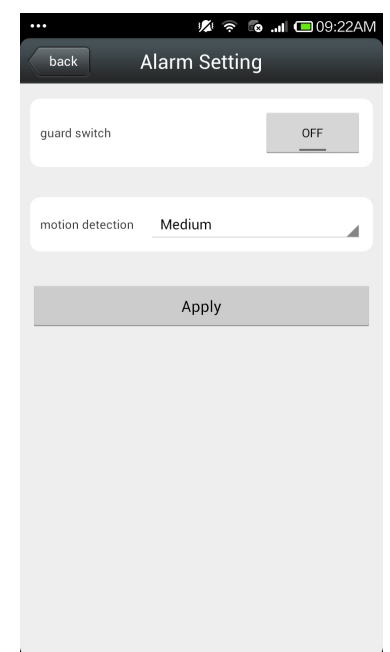 09:22AM
back
Alarm Setting
guard switch
OFF
motion detection
Medium
Apply